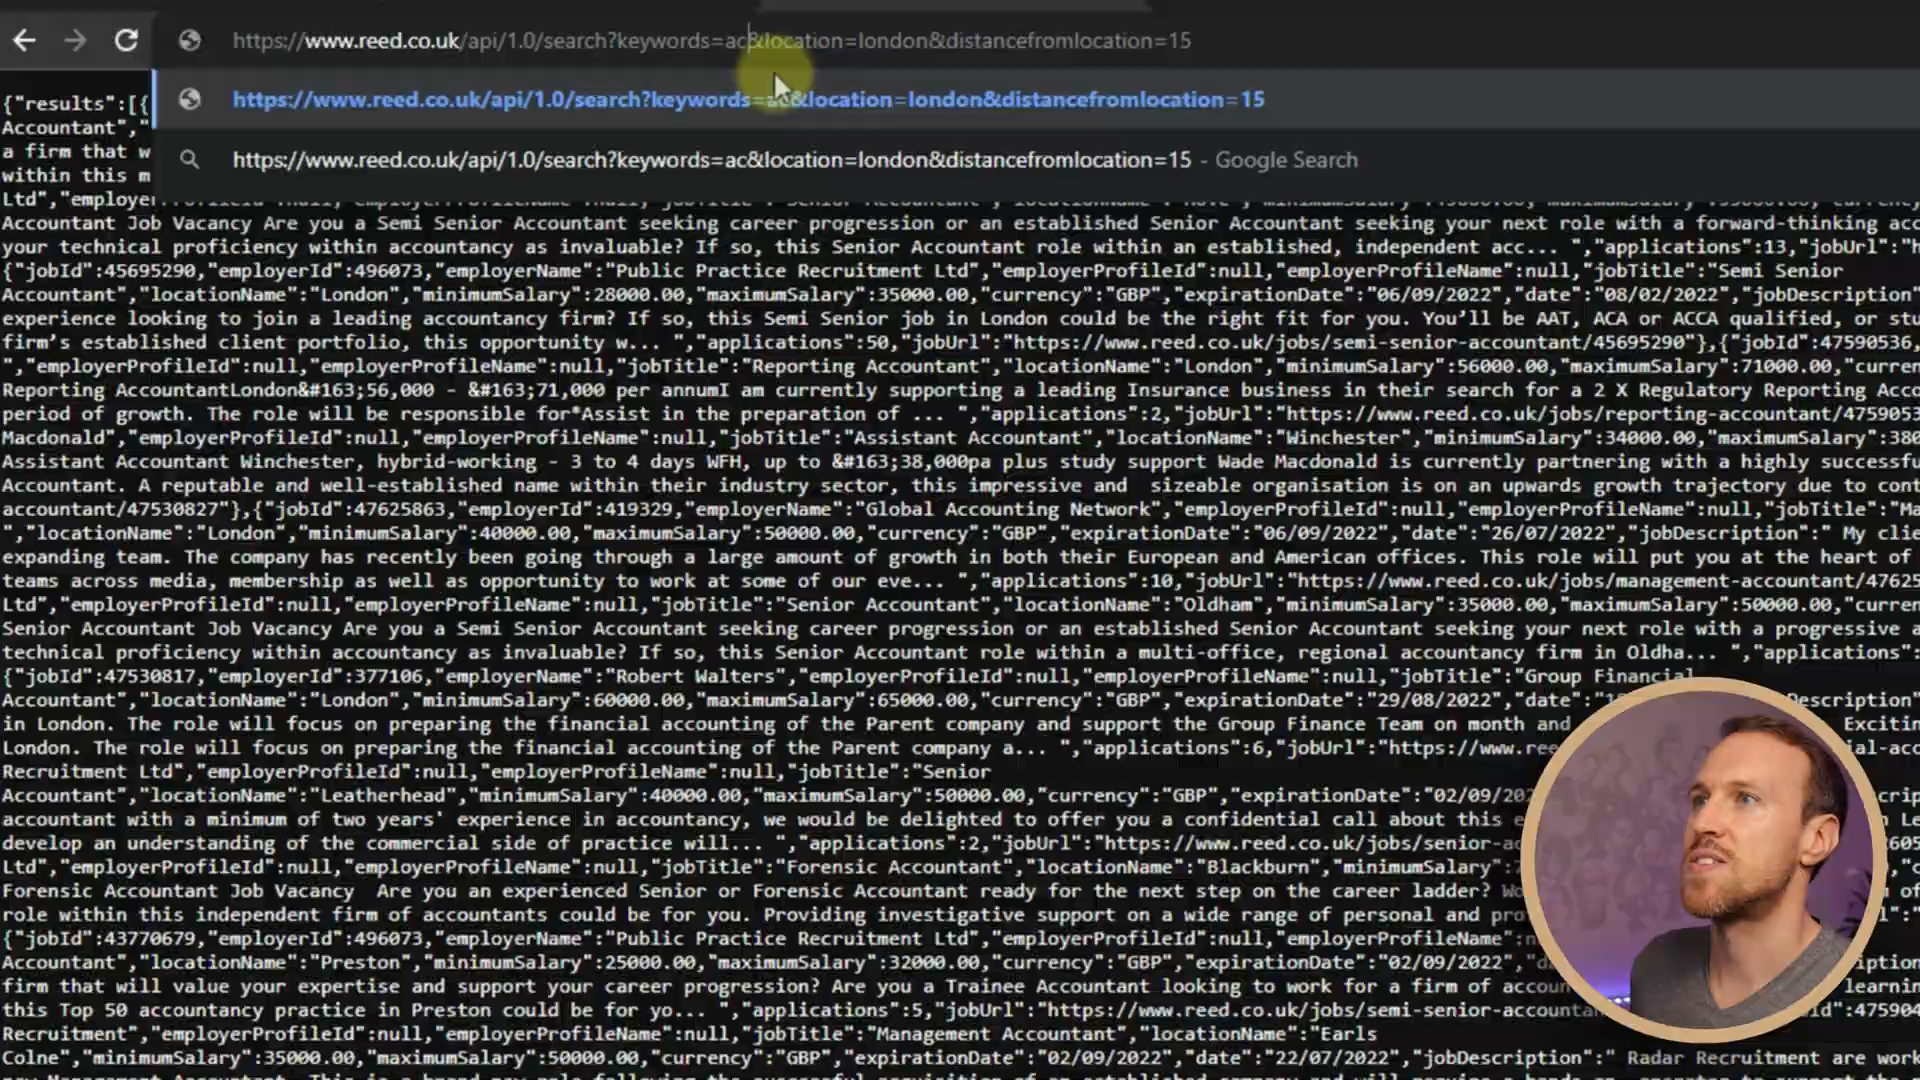 https://www.reed.co.uk/api/1.0/search?keywords=ac&location=london&distancefromlocation=15
https://www.reed.co.uk/api/1.0/search?keywords=ac&location=london&distancefromlocation=15
https://www.reed.co.uk/api/1.0/search?keywords=ac&location=london&distancefromlocation=15 - Google Search
{"results":[{
Accountant","
a firm that w
within this m
Ltd","employer
Accountant Job Vacancy Are you a Semi Senior Accountant seeking career progression or an established Senior Accountant seeking your next role with a forward-thinking acc
your technical proficiency within accountancy as invaluable? If so, this Senior Accountant role within an established, independent acc... ","applications":13,"jobUrl":"h
{"jobId":45695290,"employerId":496073,"employerName":"Public Practice Recruitment Ltd","employerProfileId":null,"employerProfileName":null,"jobTitle":"Semi Senior
Accountant","locationName":"London","minimumSalary":28000.00,"maximumSalary":35000.00,"currency":"GBP","expirationDate":"06/09/2022","date":"08/02/2022","jobDescription"
experience looking to join a leading accountancy firm? If so, this Semi Senior job in London could be the right fit for you. You'll be AAT, ACA or ACCA qualified, or stu
firm's established client portfolio, this opportunity w... ","applications":50,"jobUrl":"https://www.reed.co.uk/jobs/semi-senior-accountant/45695290"},{"jobId":47590536,
","employerProfileId":null,"employerProfileName":null,"jobTitle":"Reporting Accountant","locationName":"London","minimumSalary":56000.00,"maximumSalary":71000.00,"curren
Reporting AccountantLondon&#163;56,000 - &#163;71,000 per annumI am currently supporting a leading Insurance business in their search for a 2 X Regulatory Reporting Acco
period of growth. The role will be responsible for*Assist in the preparation of ... ","applications":2,"jobUrl":"https://www.reed.co.uk/jobs/reporting-accountant/4759053
Macdonald","employerProfileId":null,"employerProfileName":null,"jobTitle":"Assistant Accountant","locationName":"Winchester","minimumSalary":34000.00,"maximumSalary":380
Assistant Accountant Winchester, hybrid-working - 3 to 4 days WFH, up to &#163;38,000pa plus study support Wade Macdonald is currently partnering with a highly successfu
Accountant. A reputable and well-established name within their industry sector, this impressive and  sizeable organisation is on an upwards growth trajectory due to cont
accountant/47530827"},{"jobId":47625863,"employerId":419329,"employerName":"Global Accounting Network","employerProfileId":null,"employerProfileName":null,"jobTitle":"Ma
","locationName":"London","minimumSalary":40000.00,"maximumSalary":50000.00,"currency":"GBP","expirationDate":"06/09/2022","date":"26/07/2022","jobDescription":" My clie
expanding team. The company has recently been going through a large amount of growth in both their European and American offices. This role will put you at the heart of
teams across media, membership as well as opportunity to work at some of our eve... ","applications":10,"jobUrl":"https://www.reed.co.uk/jobs/management-accountant/47625
Ltd","employerProfileId":null,"employerProfileName":null,"jobTitle":"Senior Accountant","locationName":"Oldham","minimumSalary":35000.00,"maximumSalary":50000.00,"curren
Senior Accountant Job Vacancy Are you a Semi Senior Accountant seeking career progression or an established Senior Accountant seeking your next role with a progressive a
technical proficiency within accountancy as invaluable? If so, this Senior Accountant role within a multi-office, regional accountancy firm in Oldha... ","applications":
{"jobId":47530817,"employerId":377106,"employerName":"Robert Walters","employerProfileId":null,"employerProfileName":null,"jobTitle":"Group Financial
Accountant","locationName":"London","minimumSalary":60000.00,"maximumSalary":65000.00,"currency":"GBP","expirationDate":"29/08/2022","date":" Description" Exciting
in London. The role will focus on preparing the financial accounting of the Parent company and support the Group Finance Team on month and
London. The role will focus on preparing the financial accounting of the Parent company a... ","applications":6,"jobUrl":"https://www.ree
Recruitment Ltd","employerProfileId":null,"employerProfileName":null,"jobTitle":"Senior
Accountant","locationName":"Leatherhead","minimumSalary":40000.00,"maximumSalary":50000.00,"currency":"GBP","expirationDate":"02/09/202
accountant with a minimum of two years' experience in accountancy, we would be delighted to offer you a confidential call about this e
develop an understanding of the commercial side of practice will... ","applications":2,"jobUrl":"https://www.reed.co.uk/jobs/senior-ac
Ltd","employerProfileId":null,"employerProfileName":null,"jobTitle":"Forensic Accountant","locationName":"Blackburn","minimumSalary":
Forensic Accountant Job Vacancy  Are you an experienced Senior or Forensic Accountant ready for the next step on the career ladder? Wo
role within this independent firm of accountants could be for you. Providing investigative support on a wide range of personal and pro
{"jobId":43770679,"employerId":496073,"employerName":"Public Practice Recruitment Ltd","employerProfileId":null,"employerProfileName":n
Accountant","locationName":"Preston","minimumSalary":25000.00,"maximumSalary":32000.00,"currency":"GBP","expirationDate":"02/09/2022","d iption
firm that will value your expertise and support your career progression? Are you a Trainee Accountant looking to work for a firm of accoun learnin
this Top 50 accountancy practice in Preston could be for yo... ","applications":5,"jobUrl":"https://www.reed.co.uk/jobs/semi-senior-accounta Id":47590
Recruitment","employerProfileId":null,"employerProfileName":null,"jobTitle":"Management Accountant","locationName":"Earls
Colne","minimumSalary":35000.00,"maximumSalary":50000.00,"currency":"GBP","expirationDate":"02/09/2022","date":"22/07/2022","jobDescription":" Radar Recruitment are work